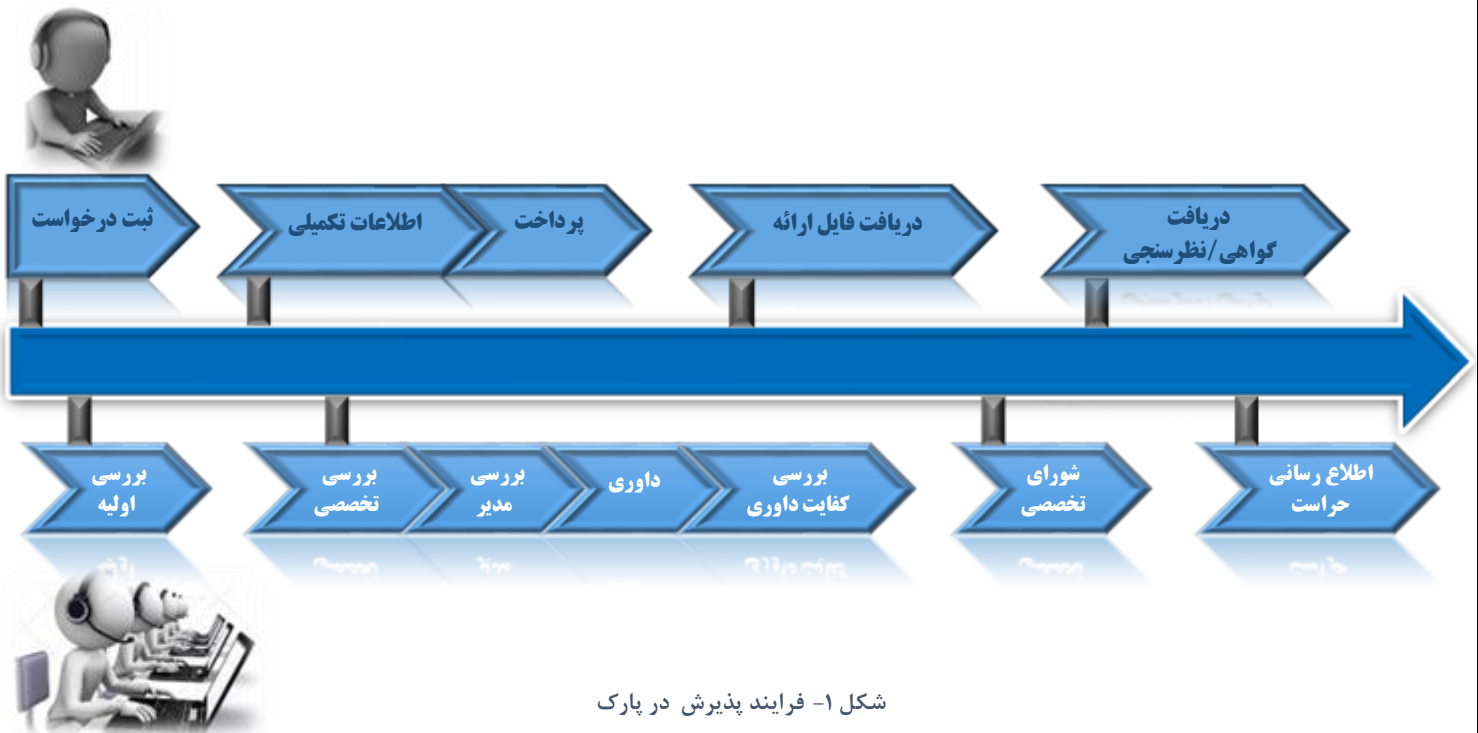 ثبت درخواست
اطلاعات تکمیلی
پرداخت
دریافت فایل ارائه
دریافت
گواهی/نظرسنجی
بررسی
اولیه
بررسی
تخصصی
بررسی
مدیر
داوری
بررسی
کفایت داوری
شورای
تخصصی
اطلاع رسانی
حراست
شکل ۱- فرایند پذیرش در پارک